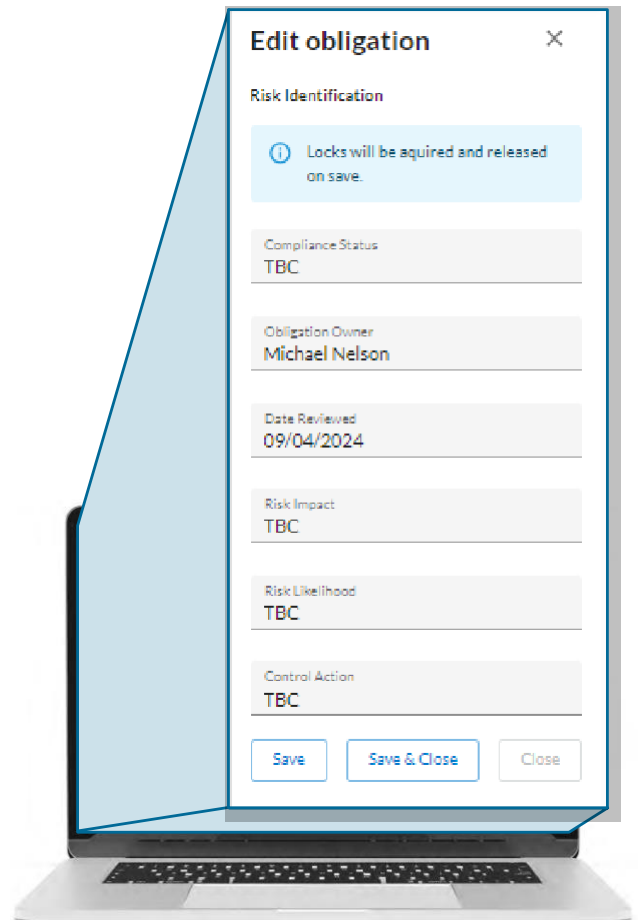 Edit obligation
Risk Identification
Locks will be aquired and released
on save.
Compliance Status
TBC
Obligation Owner
Michael Nelson
Date Reviewed
09/04/2024
Risk Impact
TBC
Risk Likelihood
TBC
Control Action
TBC
Save Save & Close Close